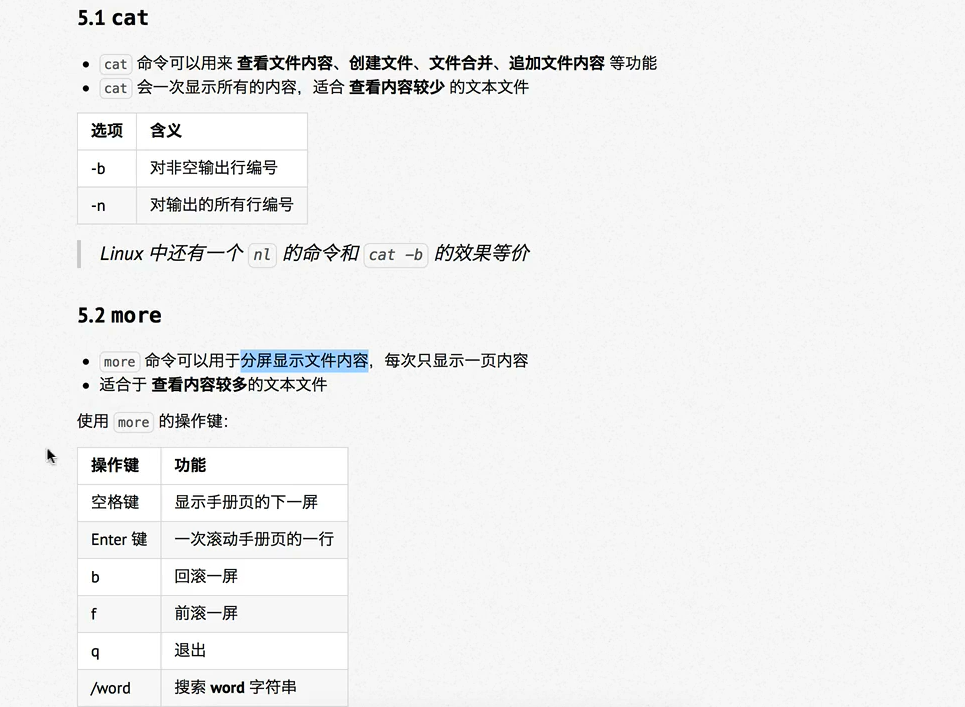 5.1 cat
cat 命令可以用来 查看文件内容、创建文件、文件合并、追加文件内容 等功能
cat 会一次显示所有的内容，适合 查看内容较少 的文本文件
选项 含义
-b 对非空输出行编号
-n 对输出的所有行编号
Linux 中还有一个 nl 的命令和 cat -b 的效果等价
5.2 more
more 命令可以用于分屏显示文件内容，每次只显示一页内容
适合于 查看内容较多的文本文件
使用 more 的操作键：
操作键 功能
空格键 显示手册页的下一屏
Enter 键 一次滚动手册页的一行
b 回滚一屏
f 前滚一屏
q 退出
/word 搜索 word 字符串